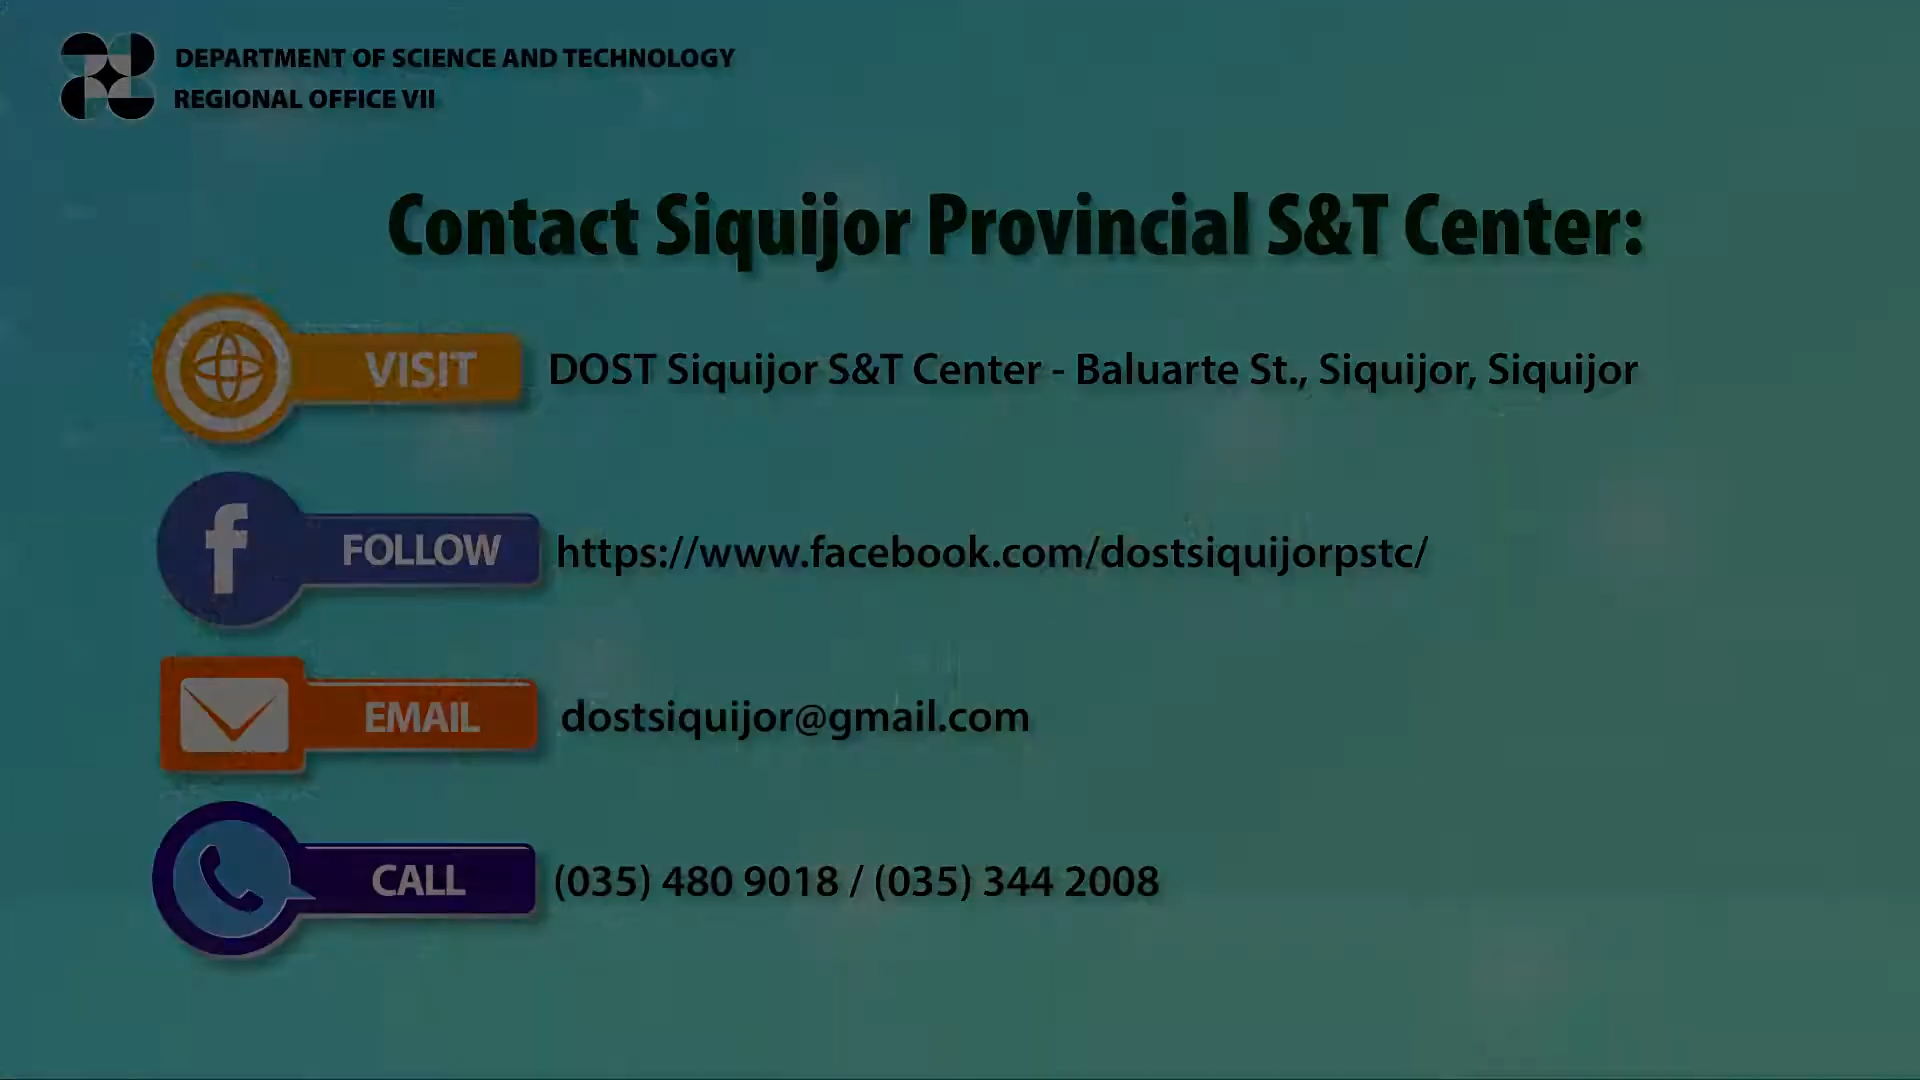 DEPARTMENT OF SCIENCE AND TECHNOLOGY
REGIONAL OFFICE VII
Contact Siquijor Provincial S&T Center:
VISIT DOST Siquijor S&T Center - Baluarte St., Siquijor, Siquijor
FOLLOW https://www.facebook.com/dostsiquijorpstc/
EMAIL dostsiquijor@gmail.com
CALL (035) 480 9018 / (035) 344 2008